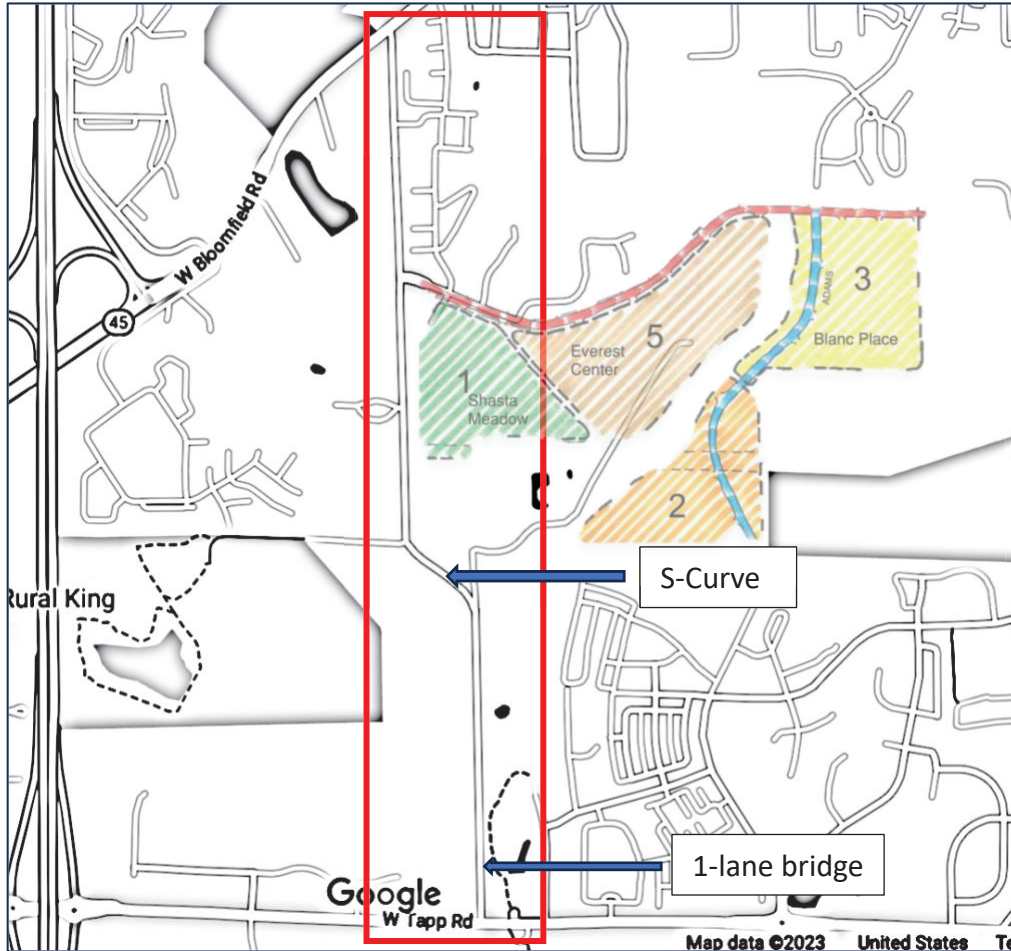 W Bloomfield Rd
45
3
ADAMS
Blanc Place
5
Everest
Center
1
Shasta
Meadow
2
S-Curve
Rural King
1-lane bridge
Google
W Tapp Rd
Map data ©2023 United States Te